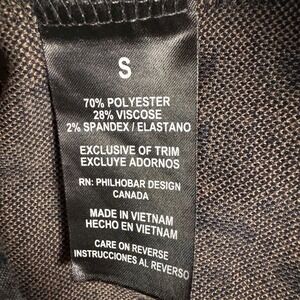 S
70% POLYESTER
28% VISCOSE
2% SPANDEX / ELASTANO
EXCLUSIVE OF TRIM
EXCLUYE ADORNOS
RN: PHILHOBAR DESIGN
CANADA
MADE IN VIETNAM
HECHO EN VIETNAM
CARE ON REVERSE
INSTRUCCIONES AL REVERSO